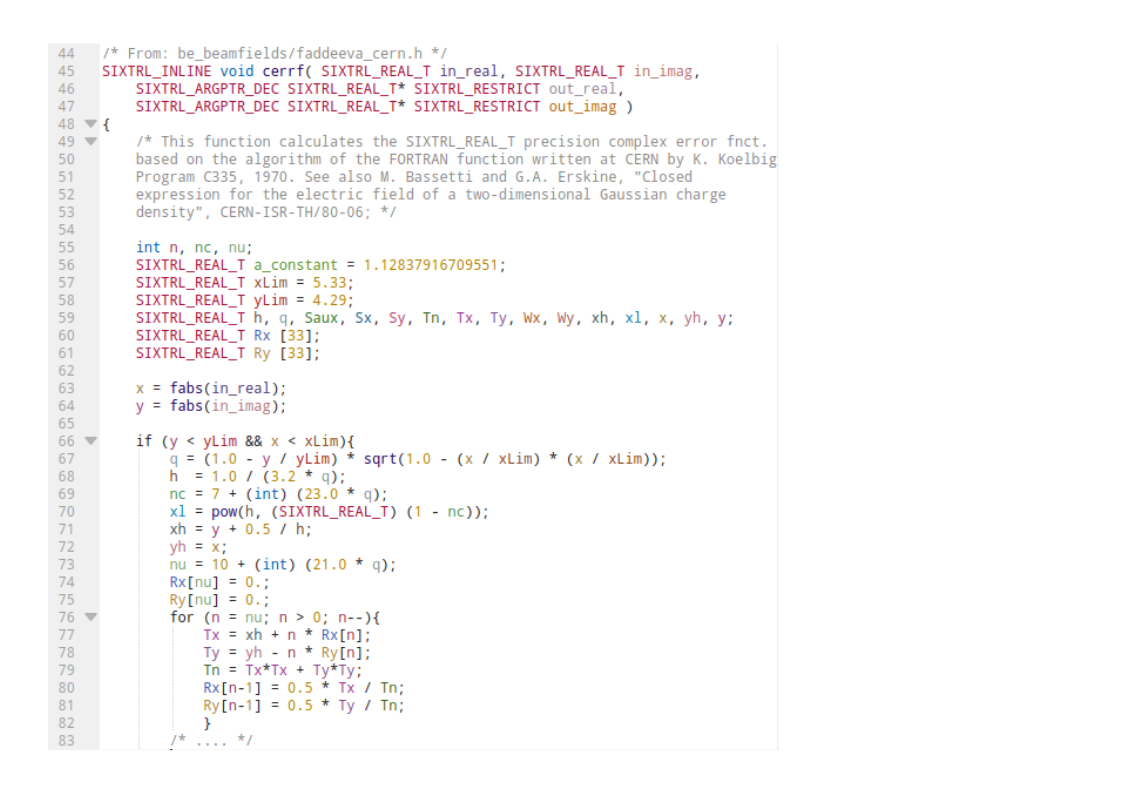 44 /* From: be_beamfields/faddeeva_cern.h */
45 SIXTRL_INLINE void cerrf( SIXTRL_REAL_T in_real, SIXTRL_REAL_T in_imag,
46 SIXTRL_ARGPTR_DEC SIXTRL_REAL_T* SIXTRL_RESTRICT out_real,
47 SIXTRL_ARGPTR_DEC SIXTRL_REAL_T* SIXTRL_RESTRICT out_imag )
48 {
49 /* This function calculates the SIXTRL_REAL_T precision complex error fnct.
50 based on the algorithm of the FORTRAN function written at CERN by K. Koelbig
51 Program C335, 1970. See also M. Bassetti and G.A. Erskine, "Closed
52 expression for the electric field of a two-dimensional Gaussian charge
53 density", CERN-ISR-TH/80-06; */
54
55 int n, nc, nu;
56 SIXTRL_REAL_T a_constant = 1.12837916709551;
57 SIXTRL_REAL_T xLim = 5.33;
58 SIXTRL_REAL_T yLim = 4.29;
59 SIXTRL_REAL_T h, q, Saux, Sx, Sy, Tn, Tx, Ty, Wx, Wy, xh, xl, x, yh, y;
60 SIXTRL_REAL_T Rx [33];
61 SIXTRL_REAL_T Ry [33];
62
63 x = fabs(in_real);
64 y = fabs(in_imag);
65
66 if (y < yLim && x < xLim){
67 q = (1.0 - y / yLim) * sqrt(1.0 - (x / xLim) * (x / xLim));
68 h = 1.0 / (3.2 * q);
69 nc = 7 + (int) (23.0 * q);
70 xl = pow(h, (SIXTRL_REAL_T) (1 - nc));
71 xh = y + 0.5 / h;
72 yh = x;
73 nu = 10 + (int) (21.0 * q);
74 Rx[nu] = 0.;
75 Ry[nu] = 0.;
76 for (n = nu; n > 0; n--){
77 Tx = xh + n * Rx[n];
78 Ty = yh - n * Ry[n];
79 Tn = Tx*Tx + Ty*Ty;
80 Rx[n-1] = 0.5 * Tx / Tn;
81 Ry[n-1] = 0.5 * Ty / Tn;
82 }
83 /* .... */